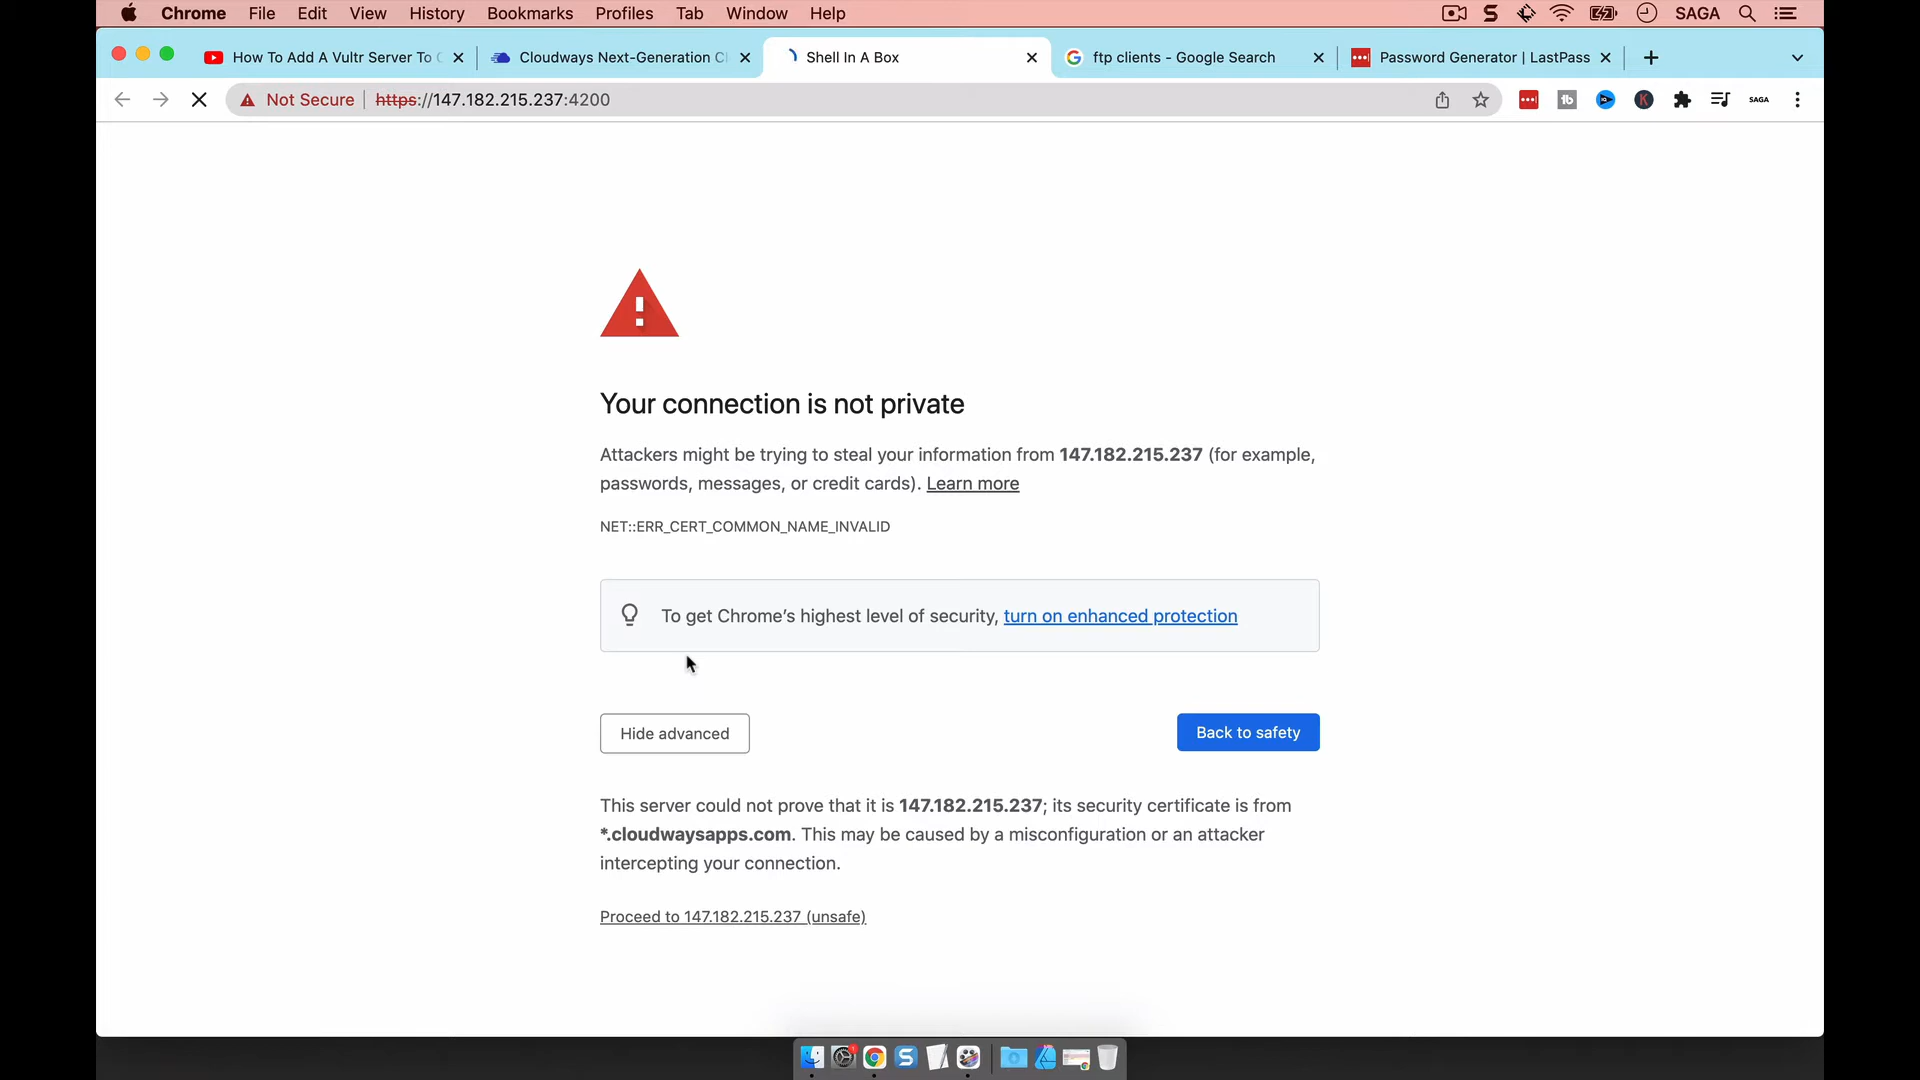 Chrome File Edit View History Bookmarks Profiles Tab Window Help SAGA
How To Add A Vultr Server To C Cloudways Next-Generation Cl Shell In A Box ftp clients - Google Search Password Generator | LastPass
Not Secure https://147.182.215.237:4200 SAGA
Your connection is not private
Attackers might be trying to steal your information from 147.182.215.237 (for example,
passwords, messages, or credit cards). Learn more
NET::ERR_CERT_COMMON_NAME_INVALID
To get Chrome's highest level of security, turn on enhanced protection
Hide advanced Back to safety
This server could not prove that it is 147.182.215.237; its security certificate is from
*.cloudwaysapps.com. This may be caused by a misconfiguration or an attacker
intercepting your connection.
Proceed to 147.182.215.237 (unsafe)